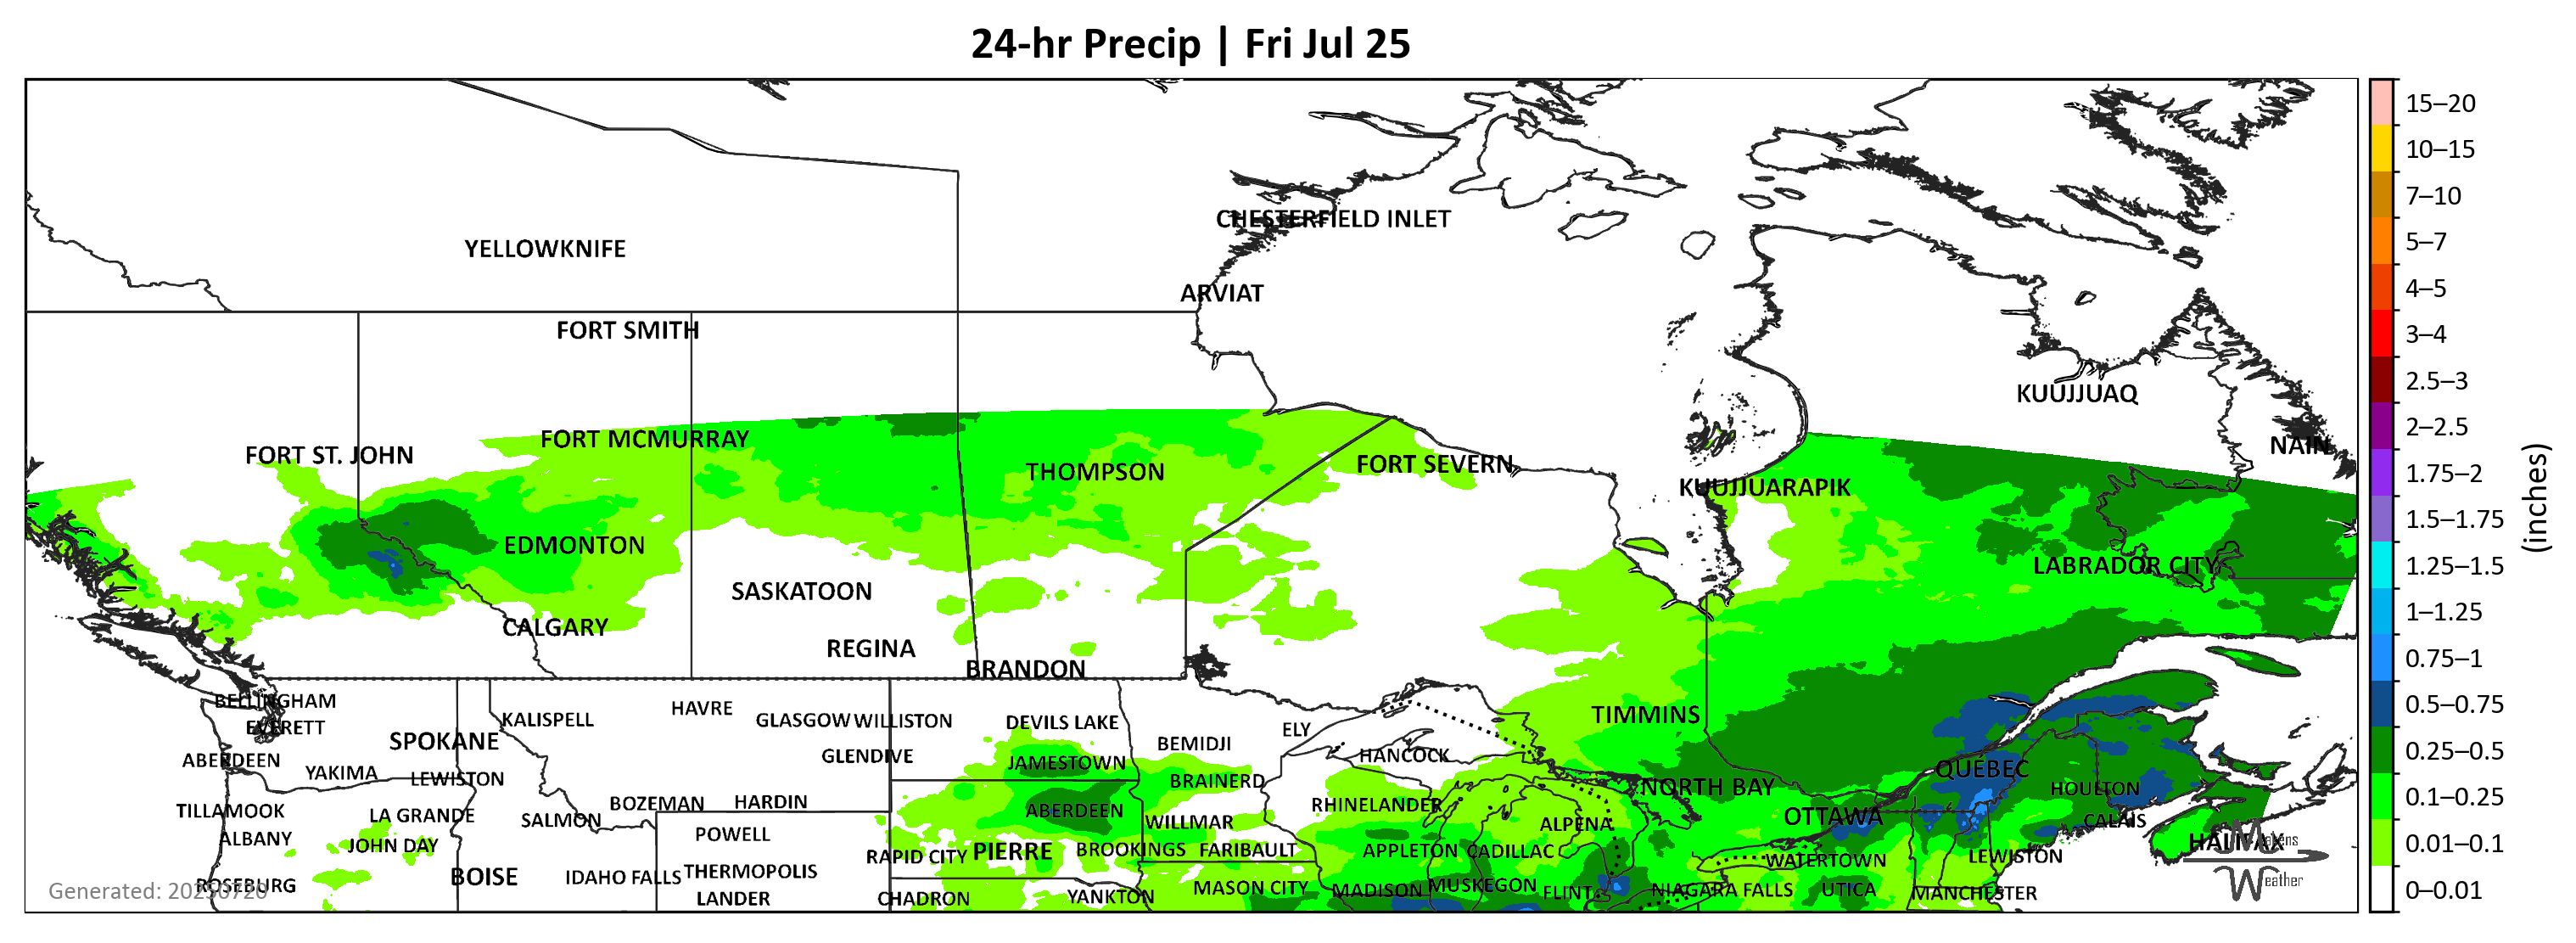 24-hr Precip | Fri Jul 25
15–20
10–15
7–10
5–7
4–5
3–4
2.5–3
2–2.5
1.75–2
1.5–1.75
1.25–1.5
1–1.25
0.75–1
0.5–0.75
0.25–0.5
0.1–0.25
0.01–0.1
0–0.01
(inches)
CHESTERFIELD INLET
YELLOWKNIFE
ARVIAT
FORT SMITH
KUUJJUAQ
FORT MCMURRAY
NAIN
FORT ST. JOHN
FORT SEVERN
THOMPSON
KUUJJUARAPIK
EDMONTON
LABRADOR CITY
SASKATOON
CALGARY
REGINA
BRANDON
BELLINGHAM
HAVRE
TIMMINS
KALISPELL
GLASGOW
WILLISTON
DEVILS LAKE
EVERETT
ELY
SPOKANE
BEMIDJI
GLENDIVE
HANCOCK
ABERDEEN
JAMESTOWN
QUÉBEC
YAKIMA
LEWISTON
BRAINERD
NORTH BAY
HOULTON
BOZEMAN
HARDIN
RHINELANDER
TILLAMOOK
LA GRANDE
ABERDEEN
OTTAWA
SALMON
WILLMAR
CALAIS
ALPENA
ALBANY
POWELL
HALIFAX
JOHN DAY
RAPID CITY
PIERRE
BROOKINGS
FARIBAULT
APPLETON
CADILLAC
LEWISTON
WATERTOWN
BOISE
IDAHO FALLS
THERMOPOLIS
ROSEBURG
MASON CITY
MADISON
MUSKEGON
FLINT
NIAGARA FALLS
UTICA
MANCHESTER
LANDER
CHADRON
YANKTON
Generated: 20250720
Weather